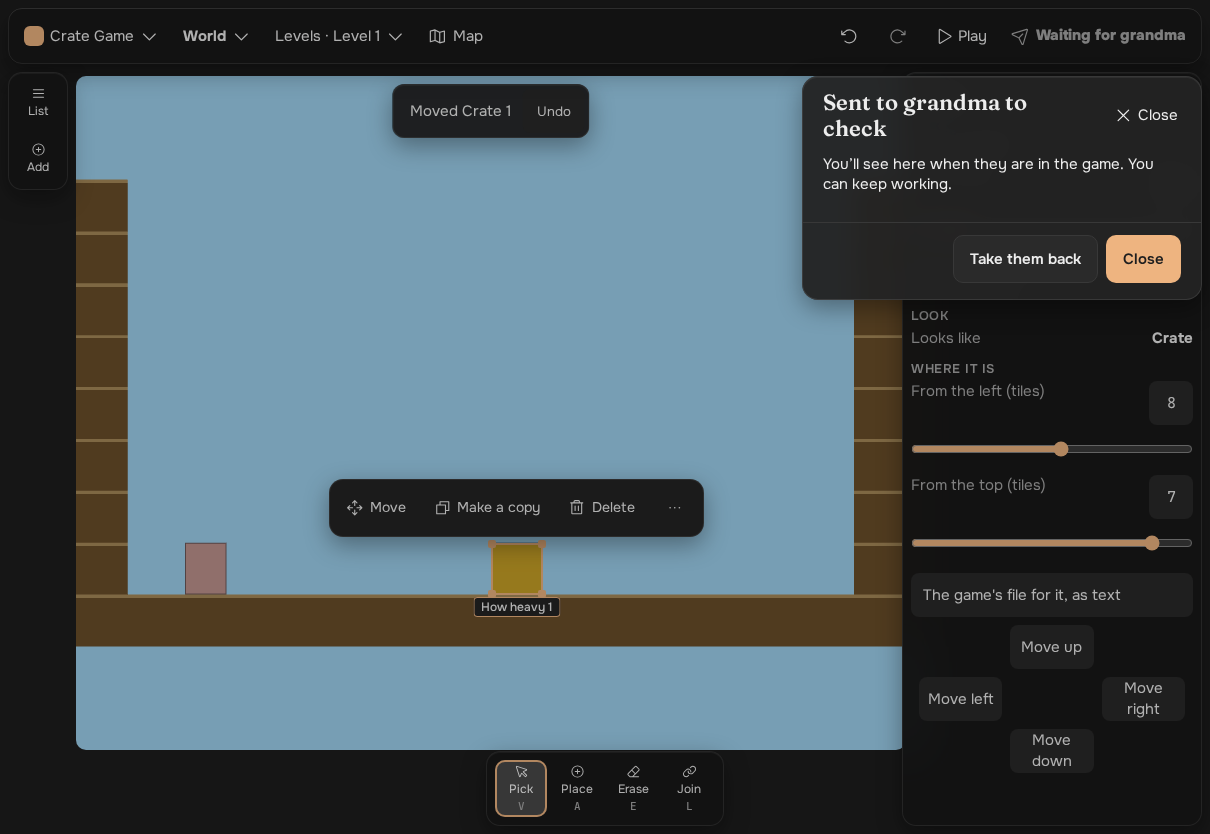 Crate Game
World
Levels · Level 1
Map
Play
Waiting for grandma
List
Add
Moved Crate 1
Undo
Sent to grandma to
check
Close
You’ll see here when they are in the game. You
can keep working.
Take them back
Close
LOOK
Looks like
Crate
WHERE IT IS
From the left (tiles)
8
From the top (tiles)
7
The game's file for it, as text
Move up
Move left
Move
right
Move
down
Move
Make a copy
Delete
···
How heavy 1
Pick
V
Place
A
Erase
E
Join
L